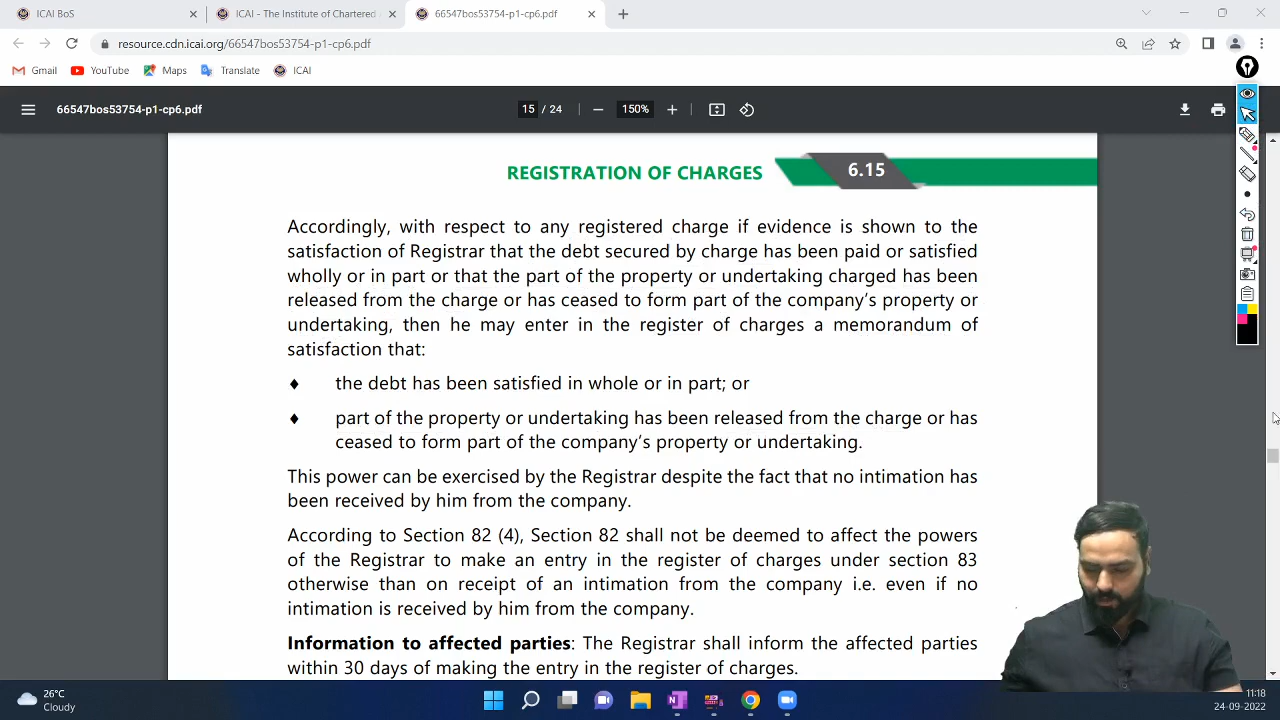 ICAI BoS
ICAI - The Institute of Chartered
66547bos53754-p1-cp6.pdf
resource.cdn.icai.org/66547bos53754-p1-cp6.pdf
Gmail YouTube Maps Translate ICAI
66547bos53754-p1-cp6.pdf 15 / 24 150%
REGISTRATION OF CHARGES 6.15
Accordingly, with respect to any registered charge if evidence is shown to the
satisfaction of Registrar that the debt secured by charge has been paid or satisfied
wholly or in part or that the part of the property or undertaking charged has been
released from the charge or has ceased to form part of the company’s property or
undertaking, then he may enter in the register of charges a memorandum of
satisfaction that:
♦ the debt has been satisfied in whole or in part; or
♦ part of the property or undertaking has been released from the charge or has
ceased to form part of the company’s property or undertaking.
This power can be exercised by the Registrar despite the fact that no intimation has
been received by him from the company.
According to Section 82 (4), Section 82 shall not be deemed to affect the powers
of the Registrar to make an entry in the register of charges under section 83
otherwise than on receipt of an intimation from the company i.e. even if no
intimation is received by him from the company.
Information to affected parties: The Registrar shall inform the affected parties
within 30 days of making the entry in the register of charges.
26°C
Cloudy
11:18
24-09-2022